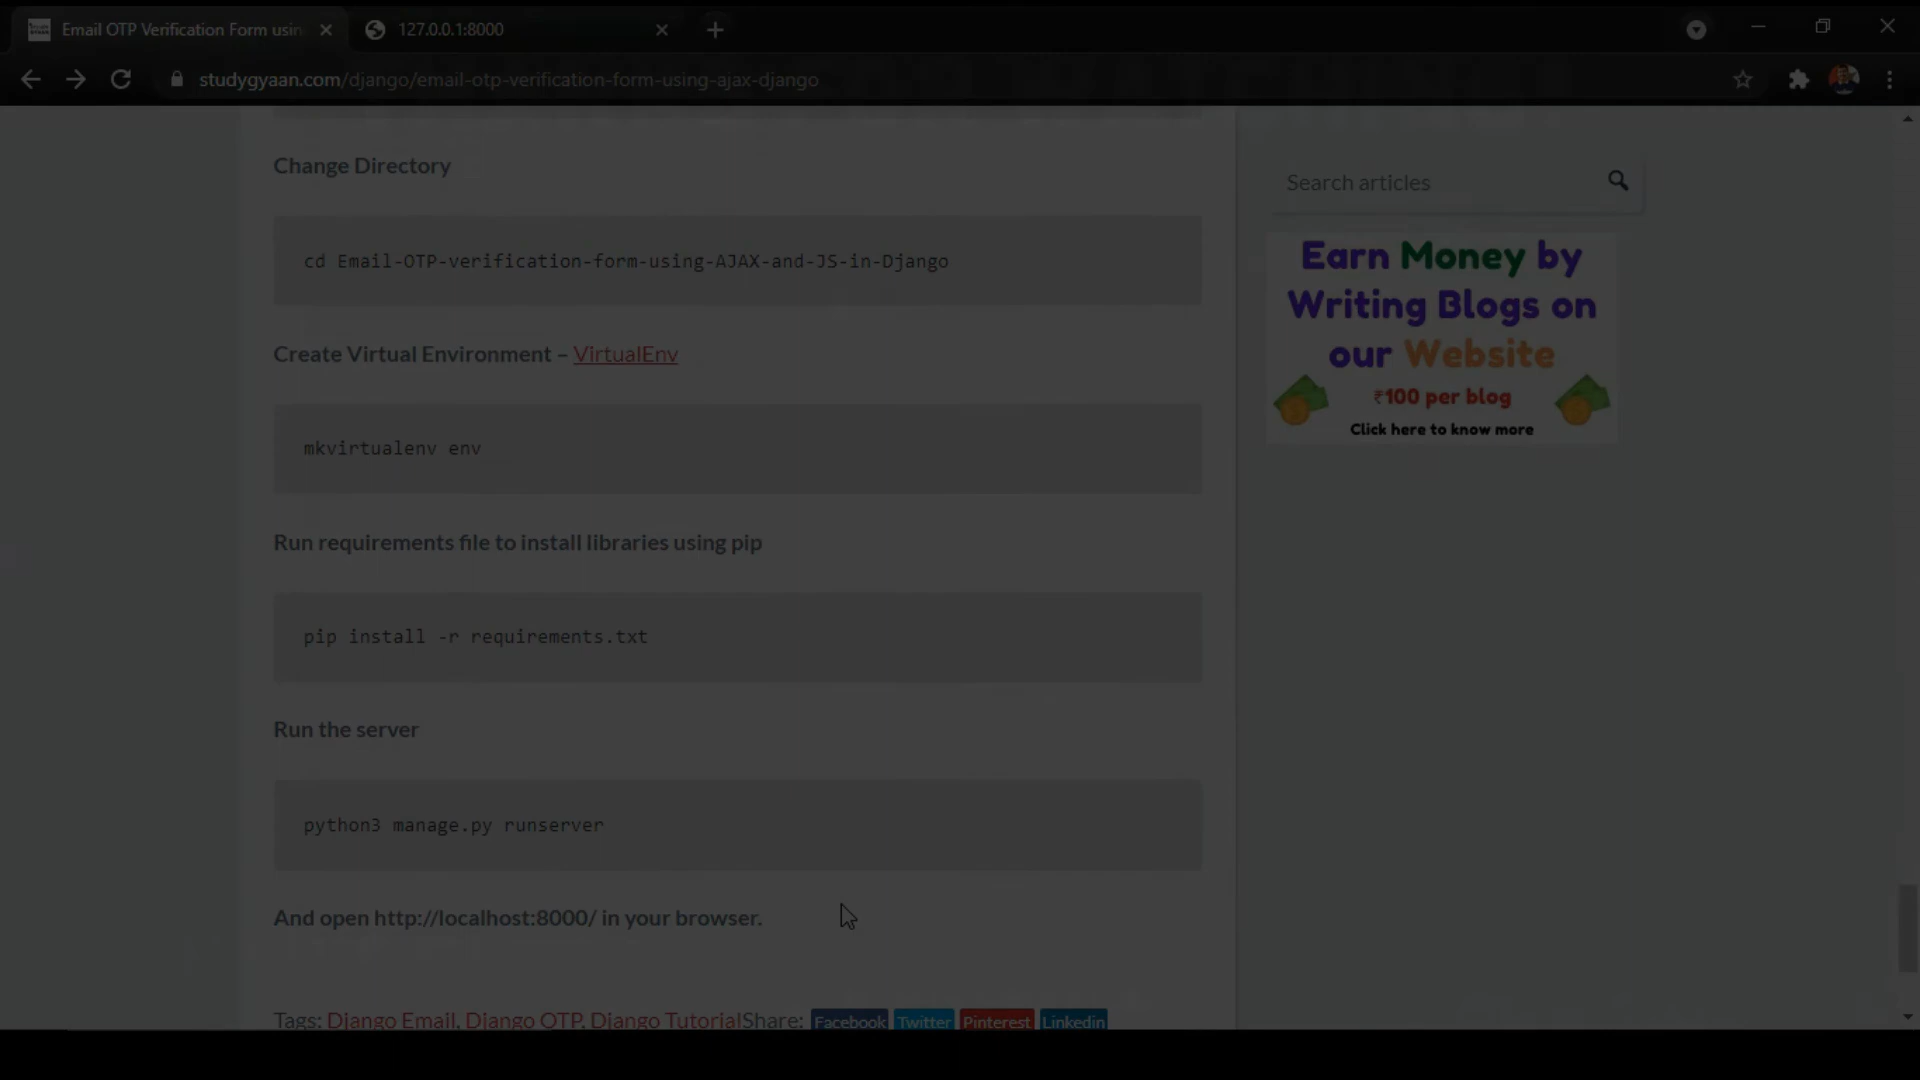 Email OTP Verification Form usin
127.0.0.1:8000
studygyaan.com/django/email-otp-verification-form-using-ajax-django
Change Directory
cd Email-OTP-verification-form-using-AJAX-and-JS-in-Django
Create Virtual Environment – VirtualEnv
mkvirtualenv env
Run requirements file to install libraries using pip
pip install -r requirements.txt
Run the server
python3 manage.py runserver
And open http://localhost:8000/ in your browser.
Tags: Django Email, Django OTP, Django TutorialShare: Facebook Twitter Pinterest Linkedin
Search articles
Earn Money by
Writing Blogs on
our Website
₹100 per blog
Click here to know more